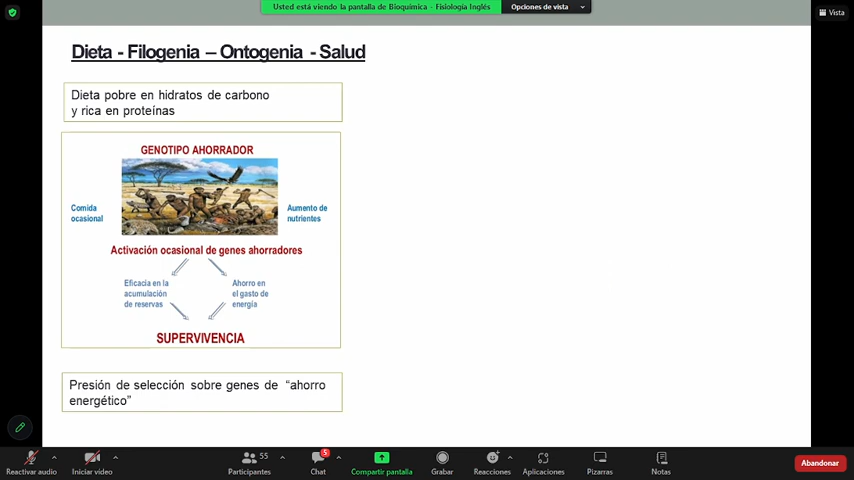 Usted está viendo la pantalla de Bioquímica - Fisiología Inglés
Opciones de vista
Vista
Dieta - Filogenia – Ontogenia - Salud
Dieta pobre en hidratos de carbono
y rica en proteínas
GENOTIPO AHORRADOR
Comida
ocasional
Aumento de
nutrientes
Activación ocasional de genes ahorradores
Eficacia en la
acumulación
de reservas
Ahorro en
el gasto de
energía
SUPERVIVENCIA
Presión de selección sobre genes de “ahorro
energético”
Reactivar audio
Iniciar video
55
Participantes
5
Chat
Compartir pantalla
Grabar
Reacciones
Aplicaciones
Pizarras
Notas
Abandonar